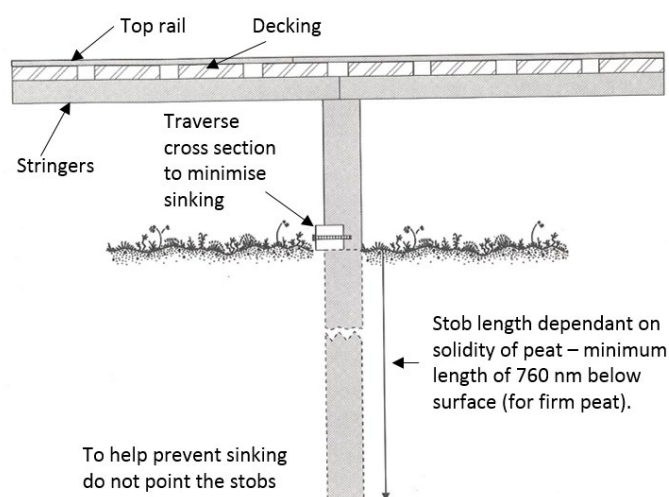 Top rail
Decking
Traverse
cross section
to minimise
sinking
Stringers
Stob length dependant on
solidity of peat – minimum
length of 760 nm below
surface (for firm peat).
To help prevent sinking
do not point the stobs